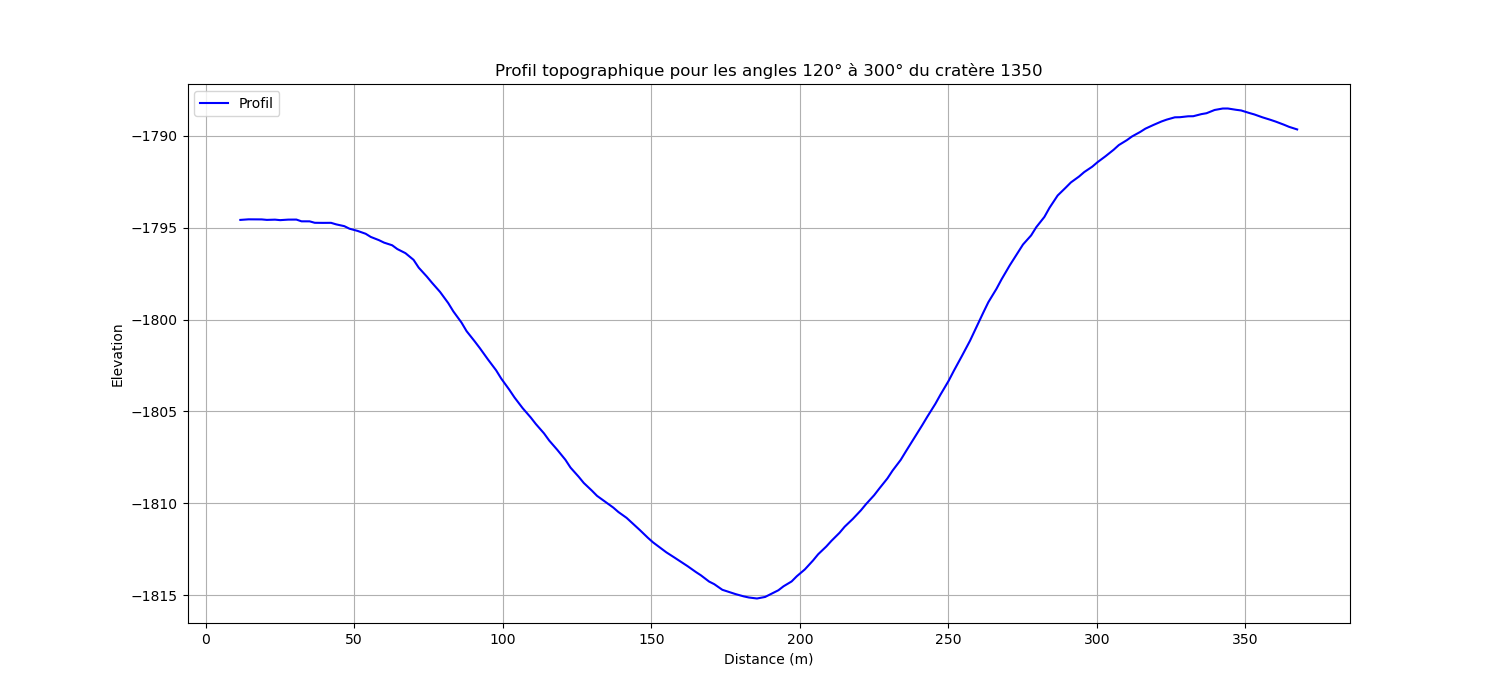 Profil topographique pour les angles 120° à 300° du cratère 1350
Profil
−1790
−1795
−1800
−1805
−1810
−1815
Elevation
0 50 100 150 200 250 300 350
Distance (m)